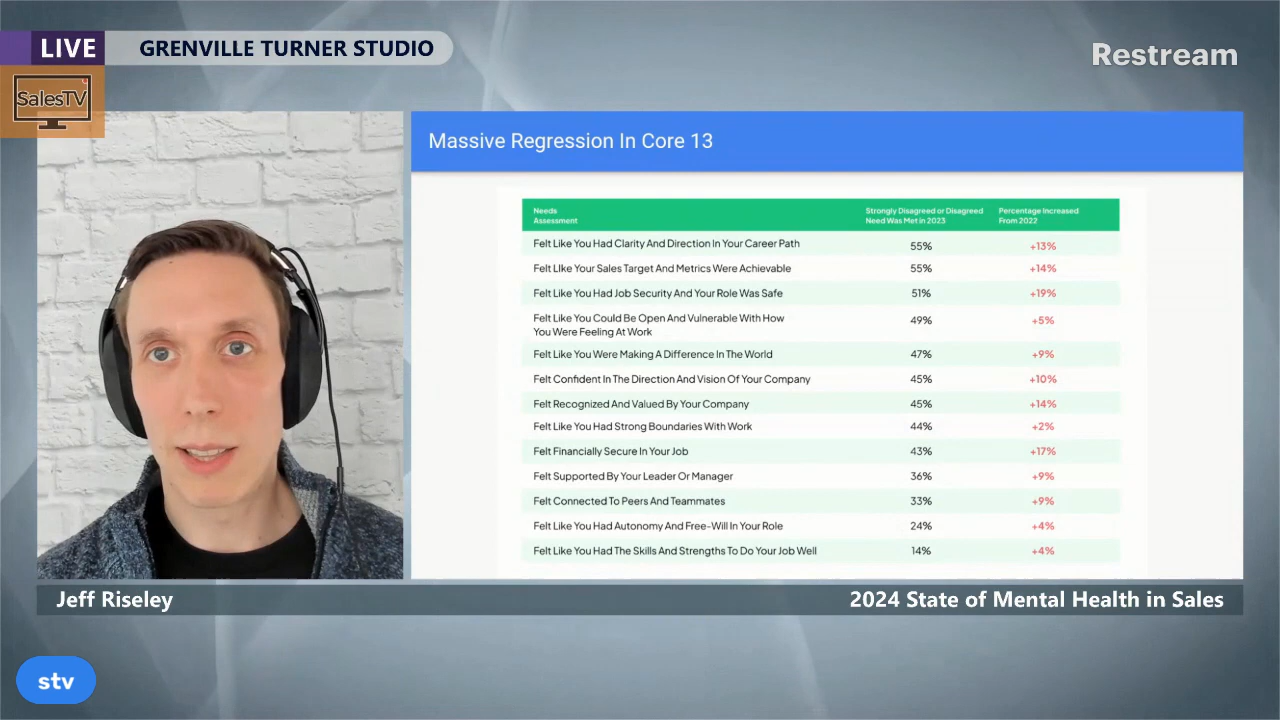 LIVE
GRENVILLE TURNER STUDIO
Restream
SalesTV
Massive Regression In Core 13
Needs
Assessment
Strongly Disagreed or Disagreed
Need Was Met in 2023
Percentage Increased
From 2022
Felt Like You Had Clarity And Direction In Your Career Path 55% +13%
Felt LIke Your Sales Target And Metrics Were Achievable 55% +14%
Felt Like You Had Job Security And Your Role Was Safe 51% +19%
Felt Like You Could Be Open And Vulnerable With How
You Were Feeling At Work 49% +5%
Felt Like You Were Making A Difference In The World 47% +9%
Felt Confident In The Direction And Vision Of Your Company 45% +10%
Felt Recognized And Valued By Your Company 45% +14%
Felt Like You Had Strong Boundaries With Work 44% +2%
Felt Financially Secure In Your Job 43% +17%
Felt Supported By Your Leader Or Manager 36% +9%
Felt Connected To Peers And Teammates 33% +9%
Felt Like You Had Autonomy And Free-Will In Your Role 24% +4%
Felt Like You Had The Skills And Strengths To Do Your Job Well 14% +4%
Jeff Riseley
2024 State of Mental Health in Sales
stv